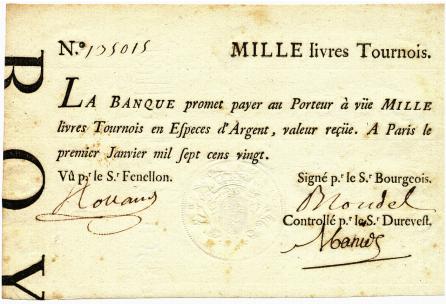 N.º 135015 MILLE livres Tournois.
LA BANQUE promet payer au Porteur à vüe MILLE
livres Tournois en Especes d'Argent, valeur reçüe. A Paris le
premier Janvier mil sept cens vingt.
Vû p.r le S.r Fenellon. Signé p.r le S.r Bourgeois.
Controllé p.r le S.r Durevest.
ROY